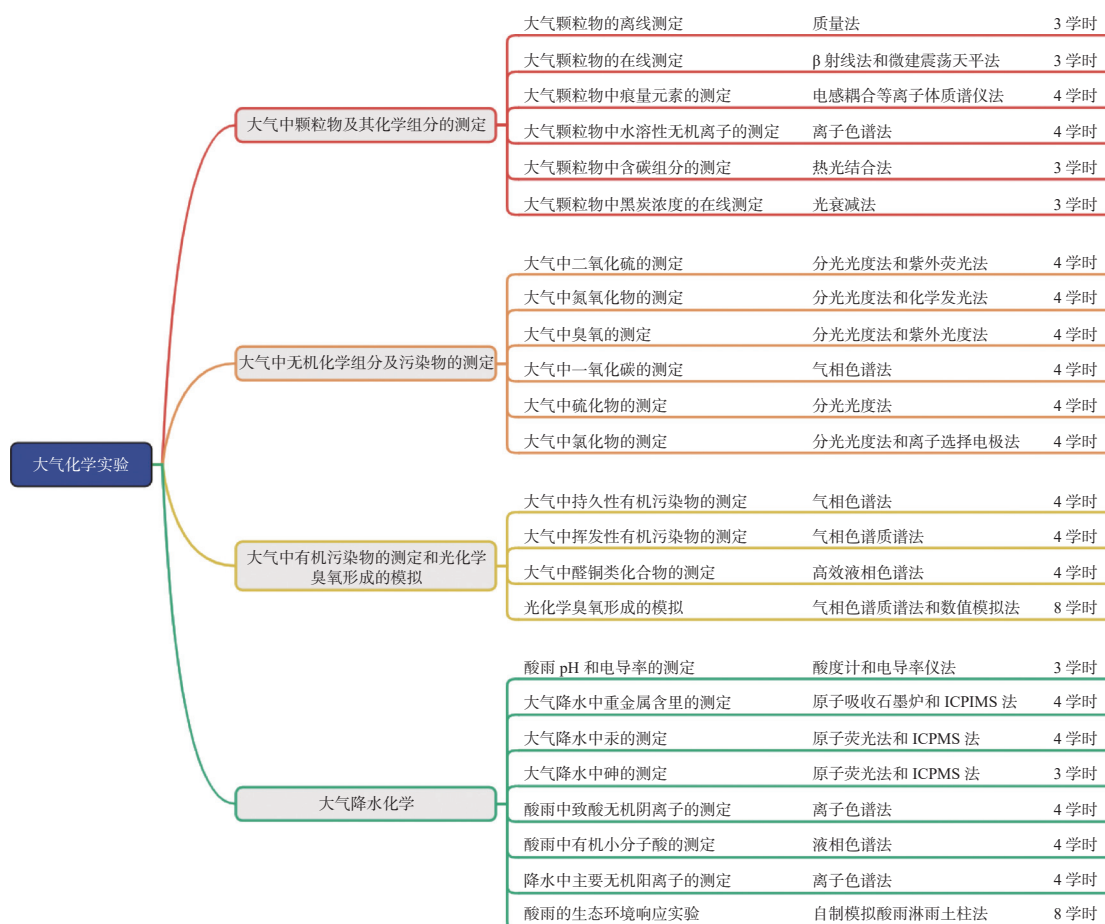 大气化学实验
大气中颗粒物及其化学组分的测定
大气颗粒物的离线测定 质量法 3 学时
大气颗粒物的在线测定 β 射线法和微建震荡天平法 3 学时
大气颗粒物中痕量元素的测定 电感耦合等离子体质谱仪法 4 学时
大气颗粒物中水溶性无机离子的测定 离子色谱法 4 学时
大气颗粒物中含碳组分的测定 热光结合法 3 学时
大气颗粒物中黑炭浓度的在线测定 光衰减法 3 学时
大气中无机化学组分及污染物的测定
大气中二氧化硫的测定 分光光度法和紫外荧光法 4 学时
大气中氮氧化物的测定 分光光度法和化学发光法 4 学时
大气中臭氧的测定 分光光度法和紫外光度法 4 学时
大气中一氧化碳的测定 气相色谱法 4 学时
大气中硫化物的测定 分光光度法 4 学时
大气中氯化物的测定 分光光度法和离子选择电极法 4 学时
大气中有机污染物的测定和光化学
臭氧形成的模拟
大气中持久性有机污染物的测定 气相色谱法 4 学时
大气中挥发性有机污染物的测定 气相色谱质谱法 4 学时
大气中醛铜类化合物的测定 高效液相色谱法 4 学时
光化学臭氧形成的模拟 气相色谱质谱法和数值模拟法 8 学时
大气降水化学
酸雨 pH 和电导率的测定 酸度计和电导率仪法 3 学时
大气降水中重金属含里的测定 原子吸收石墨炉和 ICPIMS 法 4 学时
大气降水中汞的测定 原子荧光法和 ICPMS 法 4 学时
大气降水中砷的测定 原子荧光法和 ICPMS 法 3 学时
酸雨中致酸无机阴离子的测定 离子色谱法 4 学时
酸雨中有机小分子酸的测定 液相色谱法 4 学时
降水中主要无机阳离子的测定 离子色谱法 4 学时
酸雨的生态环境响应实验 自制模拟酸雨淋雨土柱法 8 学时